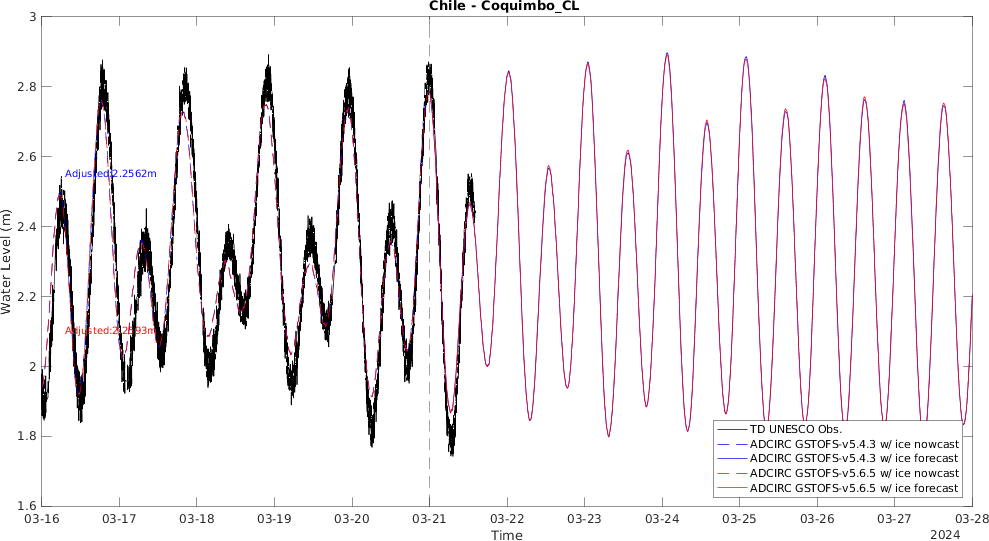 Chile - Coquimbo_CL
3
2.8
2.6
2.4
2.2
2
1.8
1.6
Water Level (m)
Adjusted:2.2562m
TD UNESCO Obs.
ADCIRC GSTOFS-v5.4.3 w/ ice nowcast
ADCIRC GSTOFS-v5.4.3 w/ ice forecast
ADCIRC GSTOFS-v5.6.5 w/ ice nowcast
ADCIRC GSTOFS-v5.6.5 w/ ice forecast
03-16 03-17 03-18 03-19 03-20 03-21 03-22 03-23 03-24 03-25 03-26 03-27 03-28
Time
2024